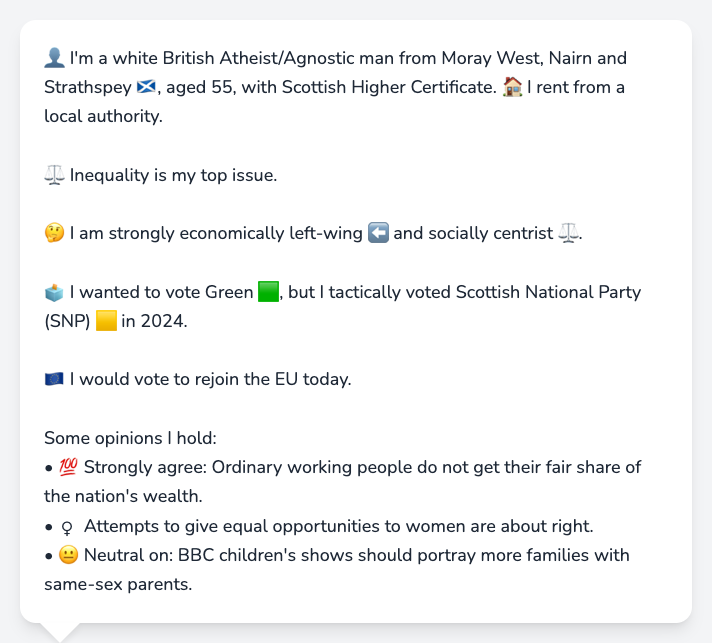 👤 I'm a white British Atheist/Agnostic man from Moray West, Nairn and
Strathspey 🏴󠁧󠁢󠁳󠁣󠁴󠁿, aged 55, with Scottish Higher Certificate. 🏠 I rent from a
local authority.
⚖️ Inequality is my top issue.
🤔 I am strongly economically left-wing ⬅️ and socially centrist ⚖️.
🗳️ I wanted to vote Green 🟩, but I tactically voted Scottish National Party
(SNP) 🟨 in 2024.
🇪🇺 I would vote to rejoin the EU today.
Some opinions I hold:
• 💯 Strongly agree: Ordinary working people do not get their fair share of
the nation's wealth.
• ♀ Attempts to give equal opportunities to women are about right.
• 😐 Neutral on: BBC children's shows should portray more families with
same-sex parents.